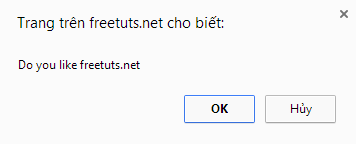 Trang trên freetuts.net cho biết:
Do you like freetuts.net
OK
Hủy